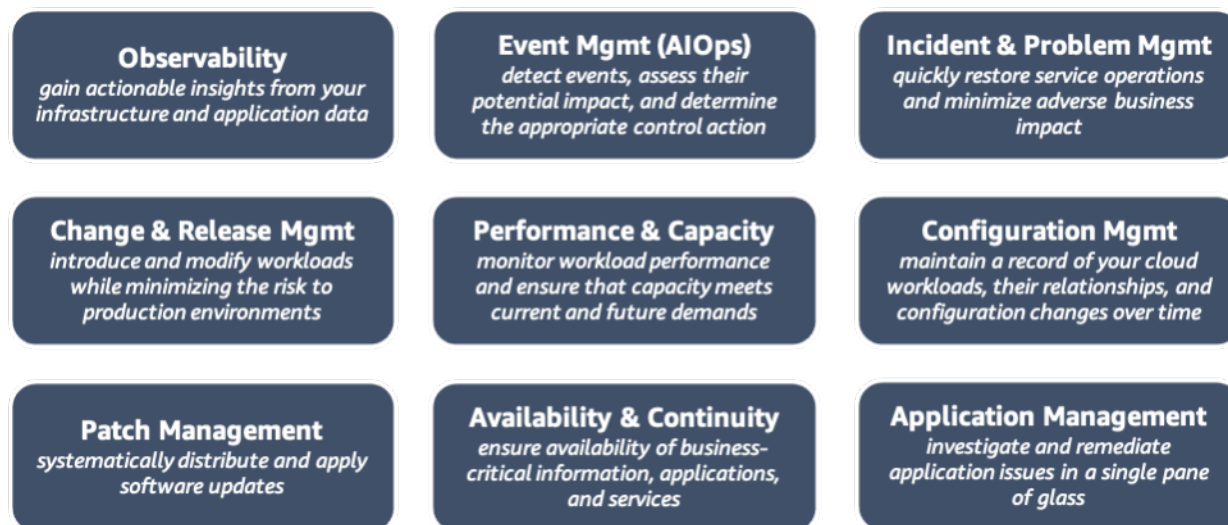 Observability
gain actionable insights from your
infrastructure and application data
Event Mgmt (AIOps)
detect events, assess their
potential impact, and determine
the appropriate control action
Incident & Problem Mgmt
quickly restore service operations
and minimize adverse business
impact
Change & Release Mgmt
introduce and modify workloads
while minimizing the risk to
production environments
Performance & Capacity
monitor workload performance
and ensure that capacity meets
current and future demands
Configuration Mgmt
maintain a record of your cloud
workloads, their relationships, and
configuration changes over time
Patch Management
systematically distribute and apply
software updates
Availability & Continuity
ensure availability of business-
critical information, applications,
and services
Application Management
investigate and remediate
application issues in a single pane
of glass